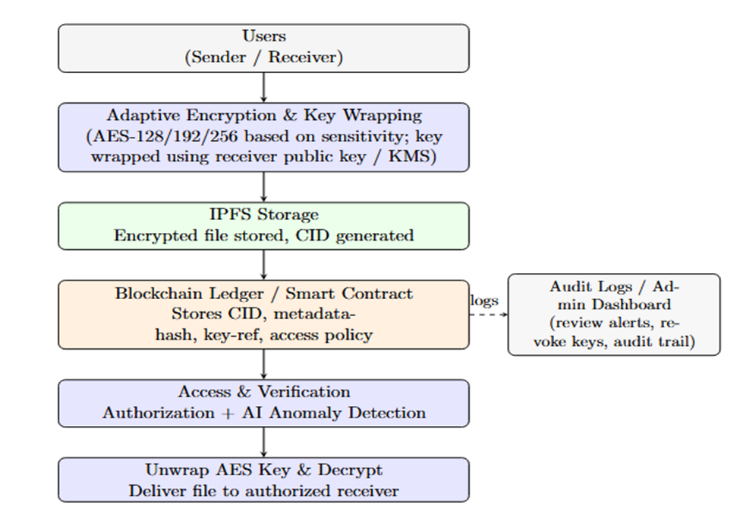 Users
(Sender / Receiver)
Adaptive Encryption & Key Wrapping
(AES-128/192/256 based on sensitivity; key
wrapped using receiver public key / KMS)
IPFS Storage
Encrypted file stored, CID generated
Blockchain Ledger / Smart Contract
Stores CID, metadata-
hash, key-ref, access policy
logs
Audit Logs / Ad-
min Dashboard
(review alerts, re-
voke keys, audit trail)
Access & Verification
Authorization + AI Anomaly Detection
Unwrap AES Key & Decrypt
Deliver file to authorized receiver